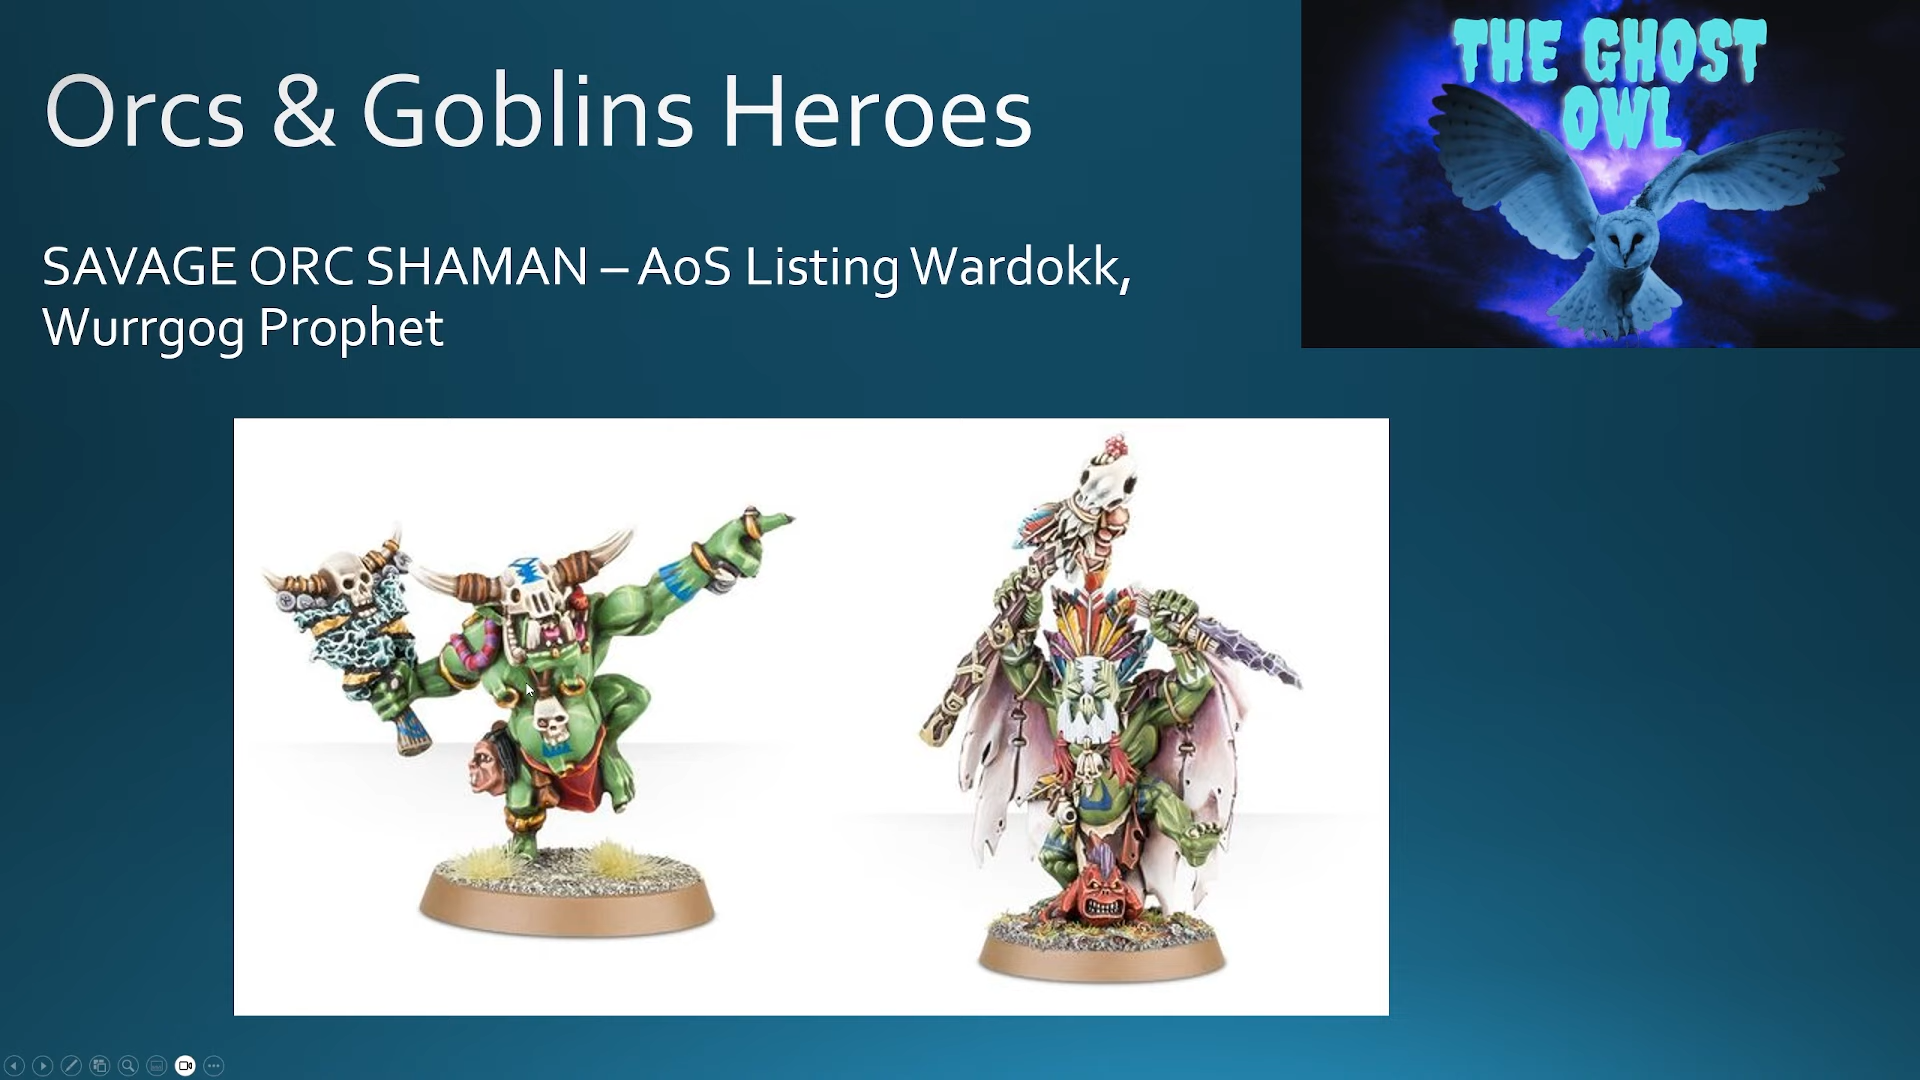 Orcs & Goblins Heroes
THE GHOST
OWL
SAVAGE ORC SHAMAN – AoS Listing Wardokk,
Wurrgog Prophet